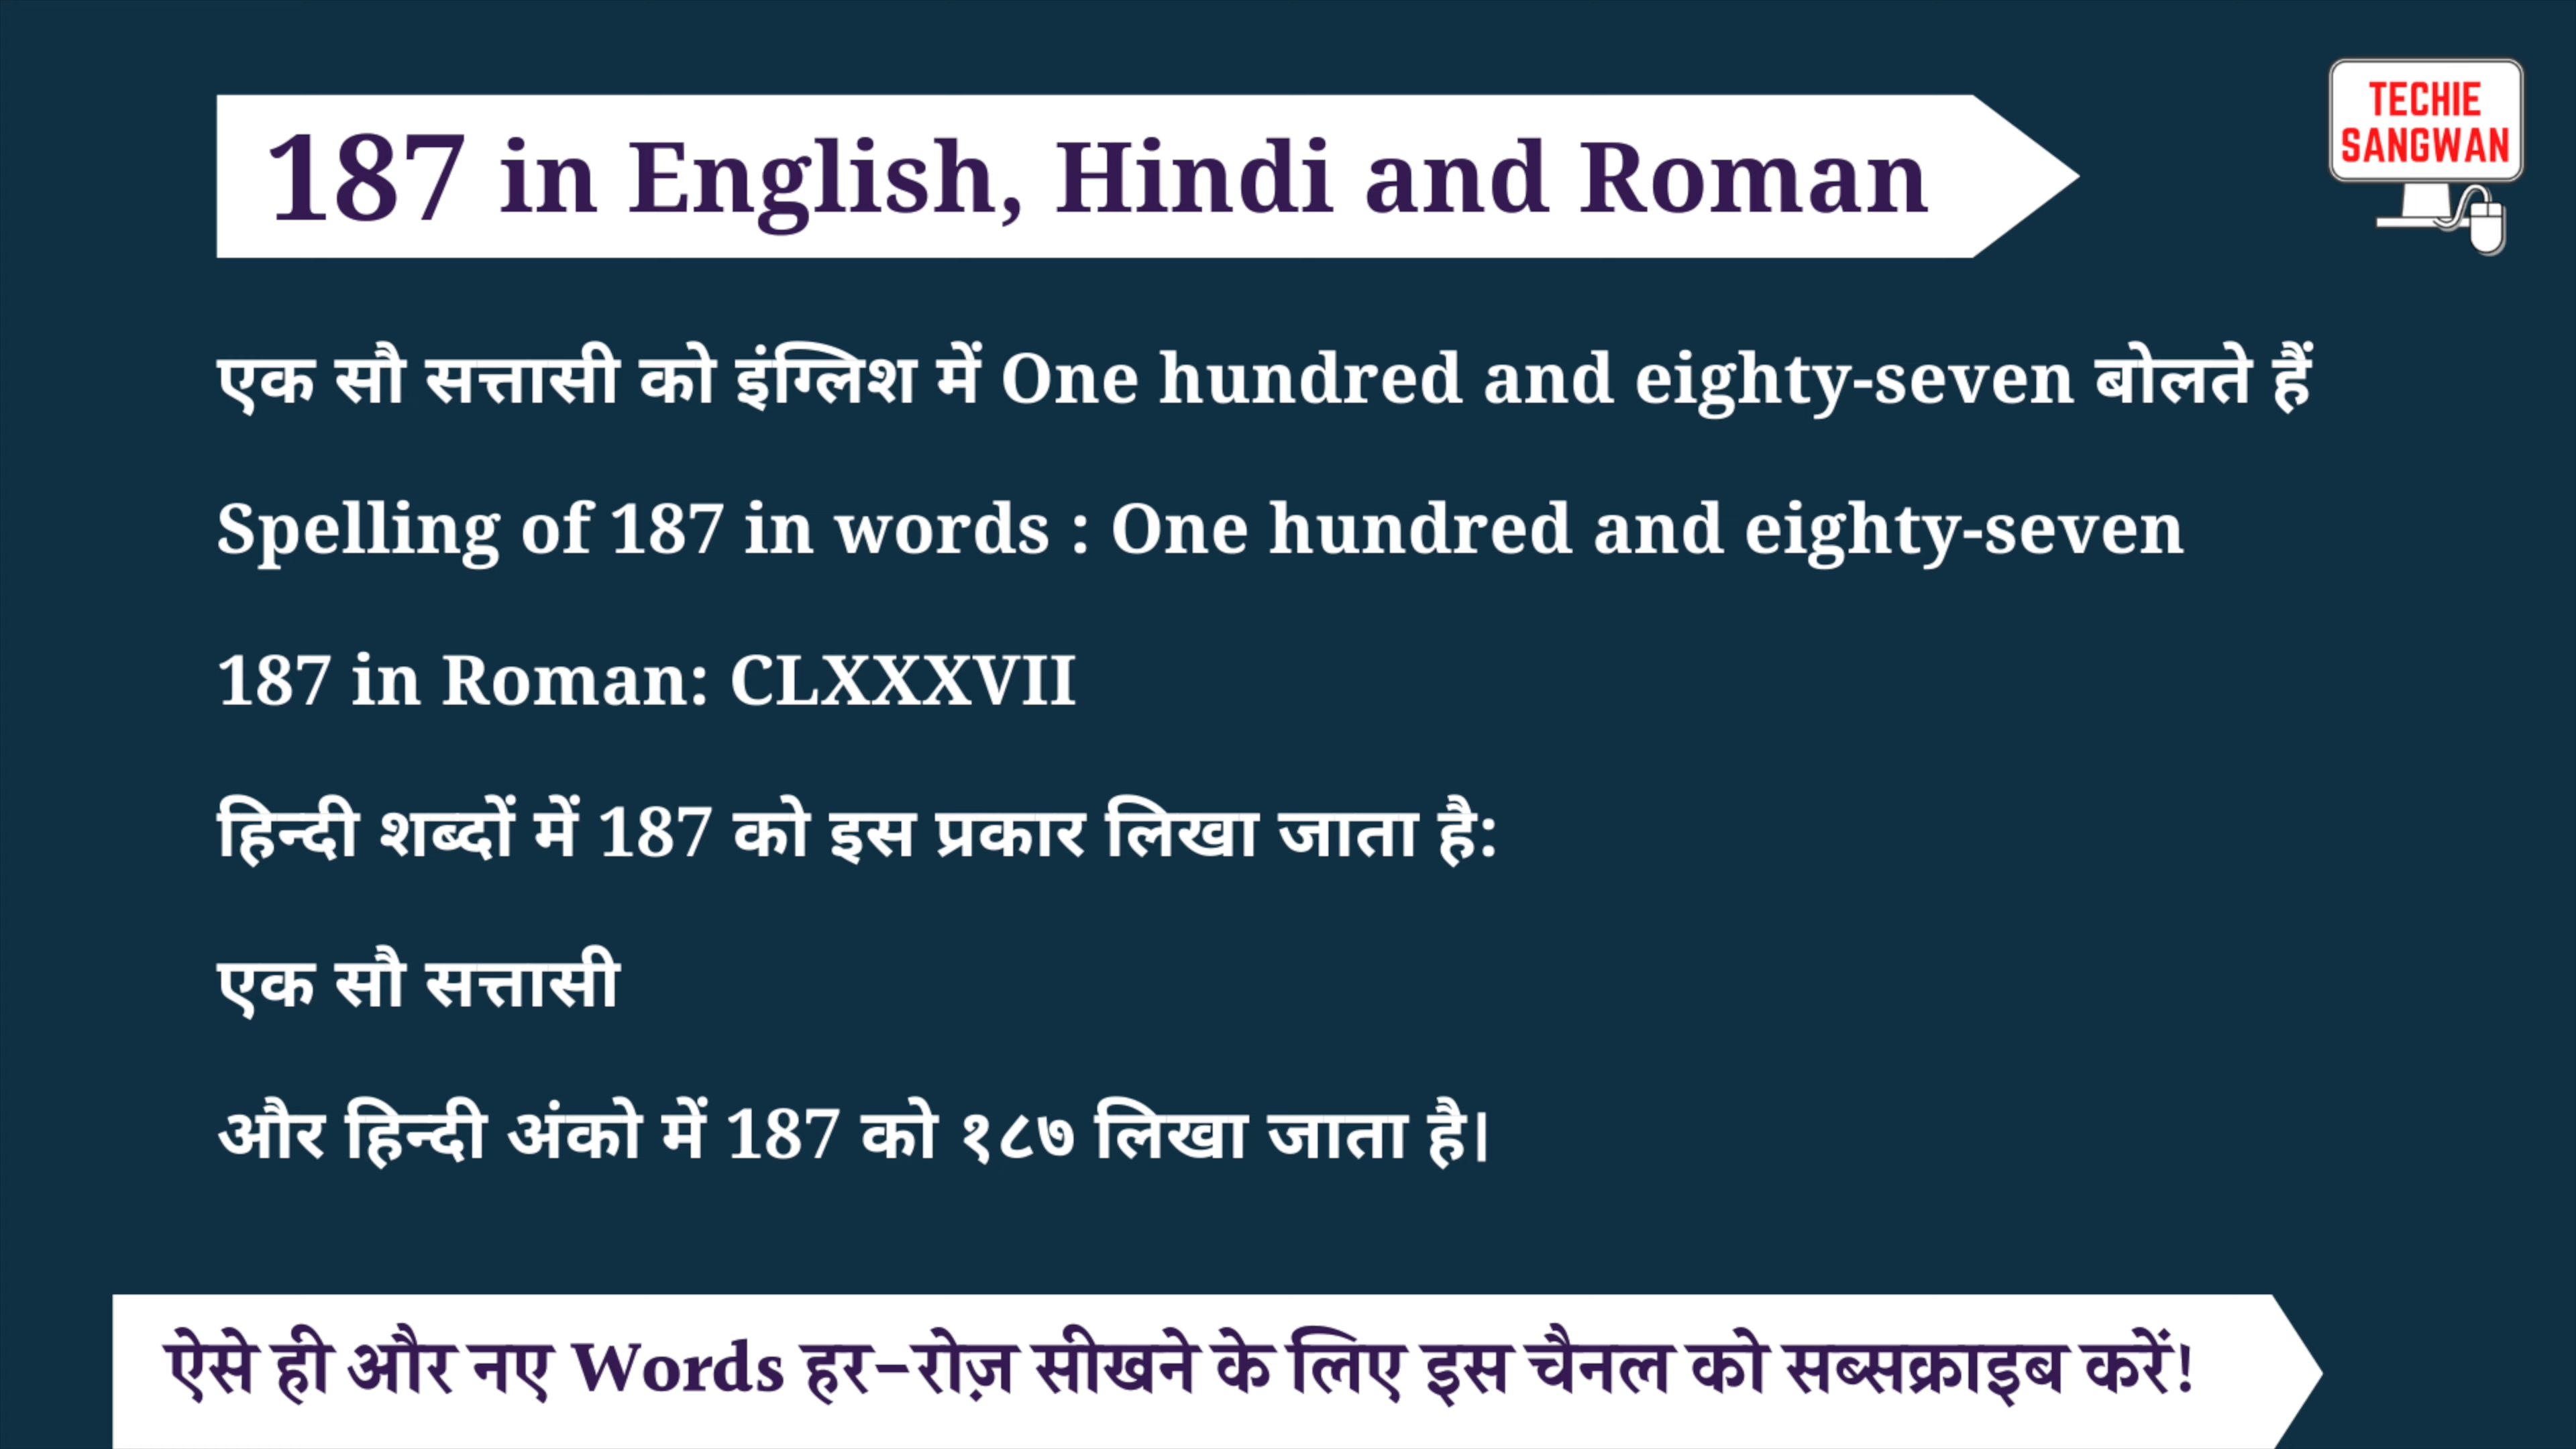 187 in English, Hindi and Roman
TECHIE
SANGWAN
एक सौ सत्तासी को इंग्लिश में One hundred and eighty-seven बोलते हैं
Spelling of 187 in words : One hundred and eighty-seven
187 in Roman: CLXXXVII
हिन्दी शब्दों में 187 को इस प्रकार लिखा जाता है:
एक सौ सत्तासी
और हिन्दी अंको में 187 को १८७ लिखा जाता है।
ऐसे ही और नए Words हर-रोज़ सीखने के लिए इस चैनल को सब्सक्राइब करें!